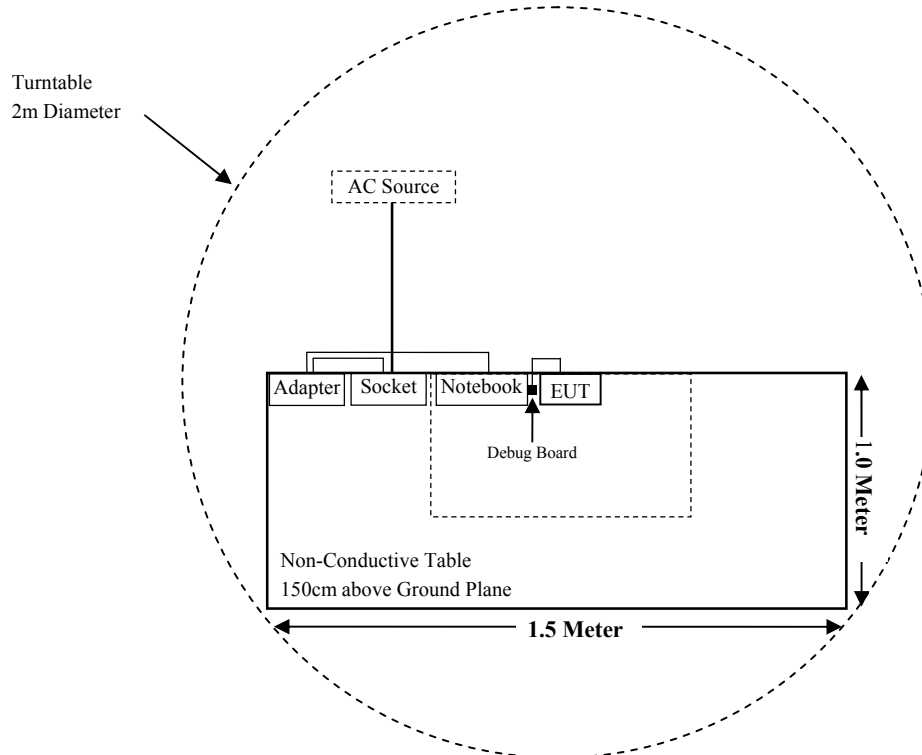 Turntable
2m Diameter
AC Source
Adapter
Socket
Notebook
EUT
Debug Board
1.0 Meter
Non-Conductive Table
150cm above Ground Plane
1.5 Meter